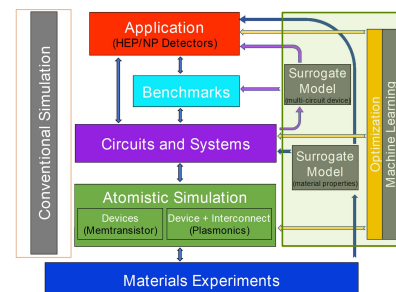 Conventional Simulation
Application
(HEP/NP Detectors)
Benchmarks
Circuits and Systems
Atomistic Simulation
Devices
(Memtransistor)
Device + Interconnect
(Plasmonics)
Materials Experiments
Surrogate
Model
(multi-circuit device)
Surrogate
Model
(material properties)
Optimization
Machine Learning